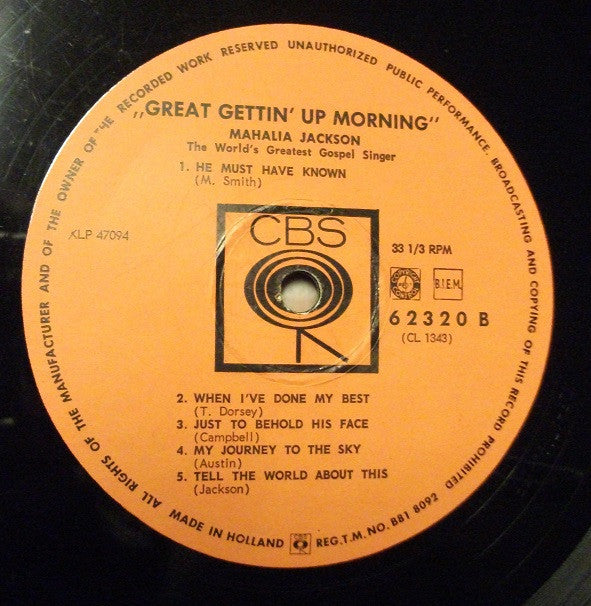 ALL RIGHTS OF THE MANUFACTURER AND OF THE OWNER OF THE RECORDED WORK RESERVED UNAUTHORIZED PUBLIC PERFORMANCE. BROADCASTING AND COPYING OF THIS RECORD PROHIBITED
„GREAT GETTIN' UP MORNING"
MAHALIA JACKSON
The World's Greatest Gospel Singer
1. HE MUST HAVE KNOWN
(M. Smith)
KLP 47094
CBS
33 1/3 RPM
B.I.E.M.
62320 B
(CL 1343)
2. WHEN I'VE DONE MY BEST
(T. Dorsey)
3. JUST TO BEHOLD HIS FACE
(Campbell)
4. MY JOURNEY TO THE SKY
(Austin)
5. TELL THE WORLD ABOUT THIS
(Jackson)
MADE IN HOLLAND CBS REG.T.M.NO.B81 8092